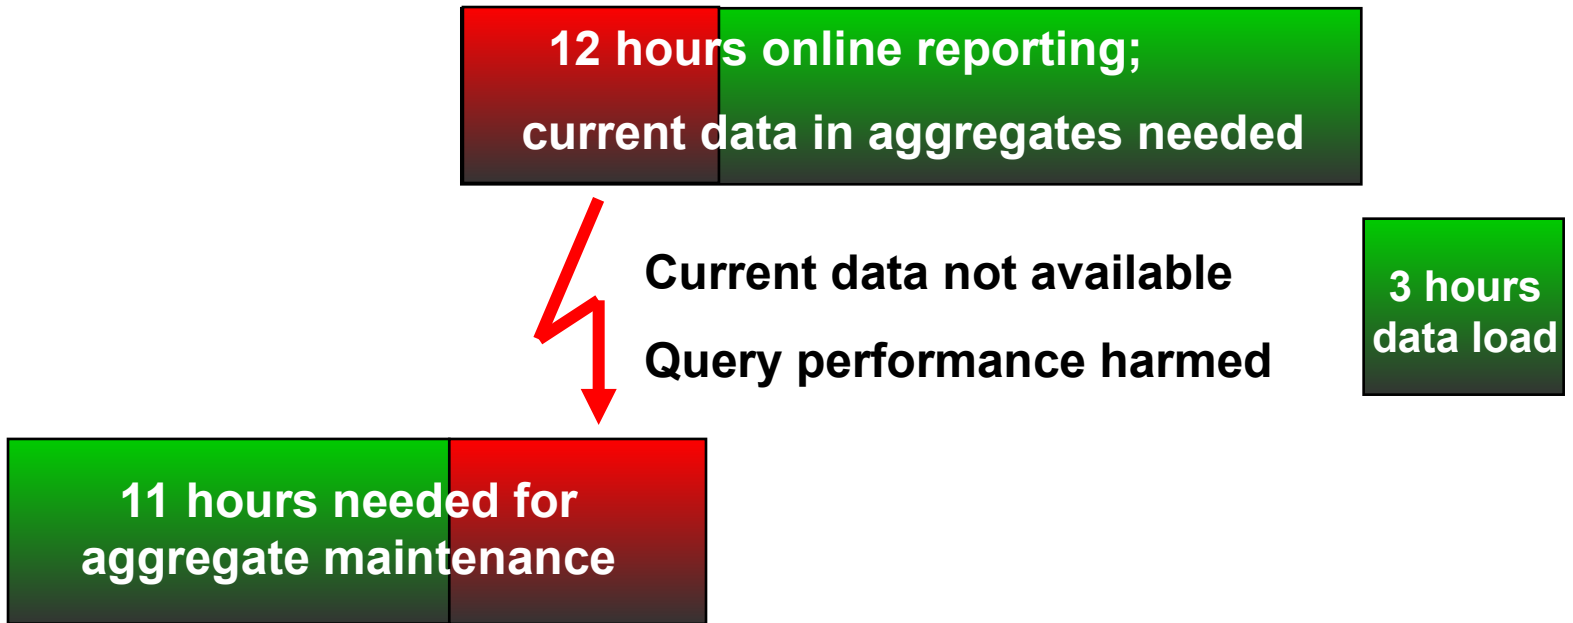 12 hours online reporting;
current data in aggregates needed
Current data not available
Query performance harmed
3 hours
data load
11 hours needed for
aggregate maintenance